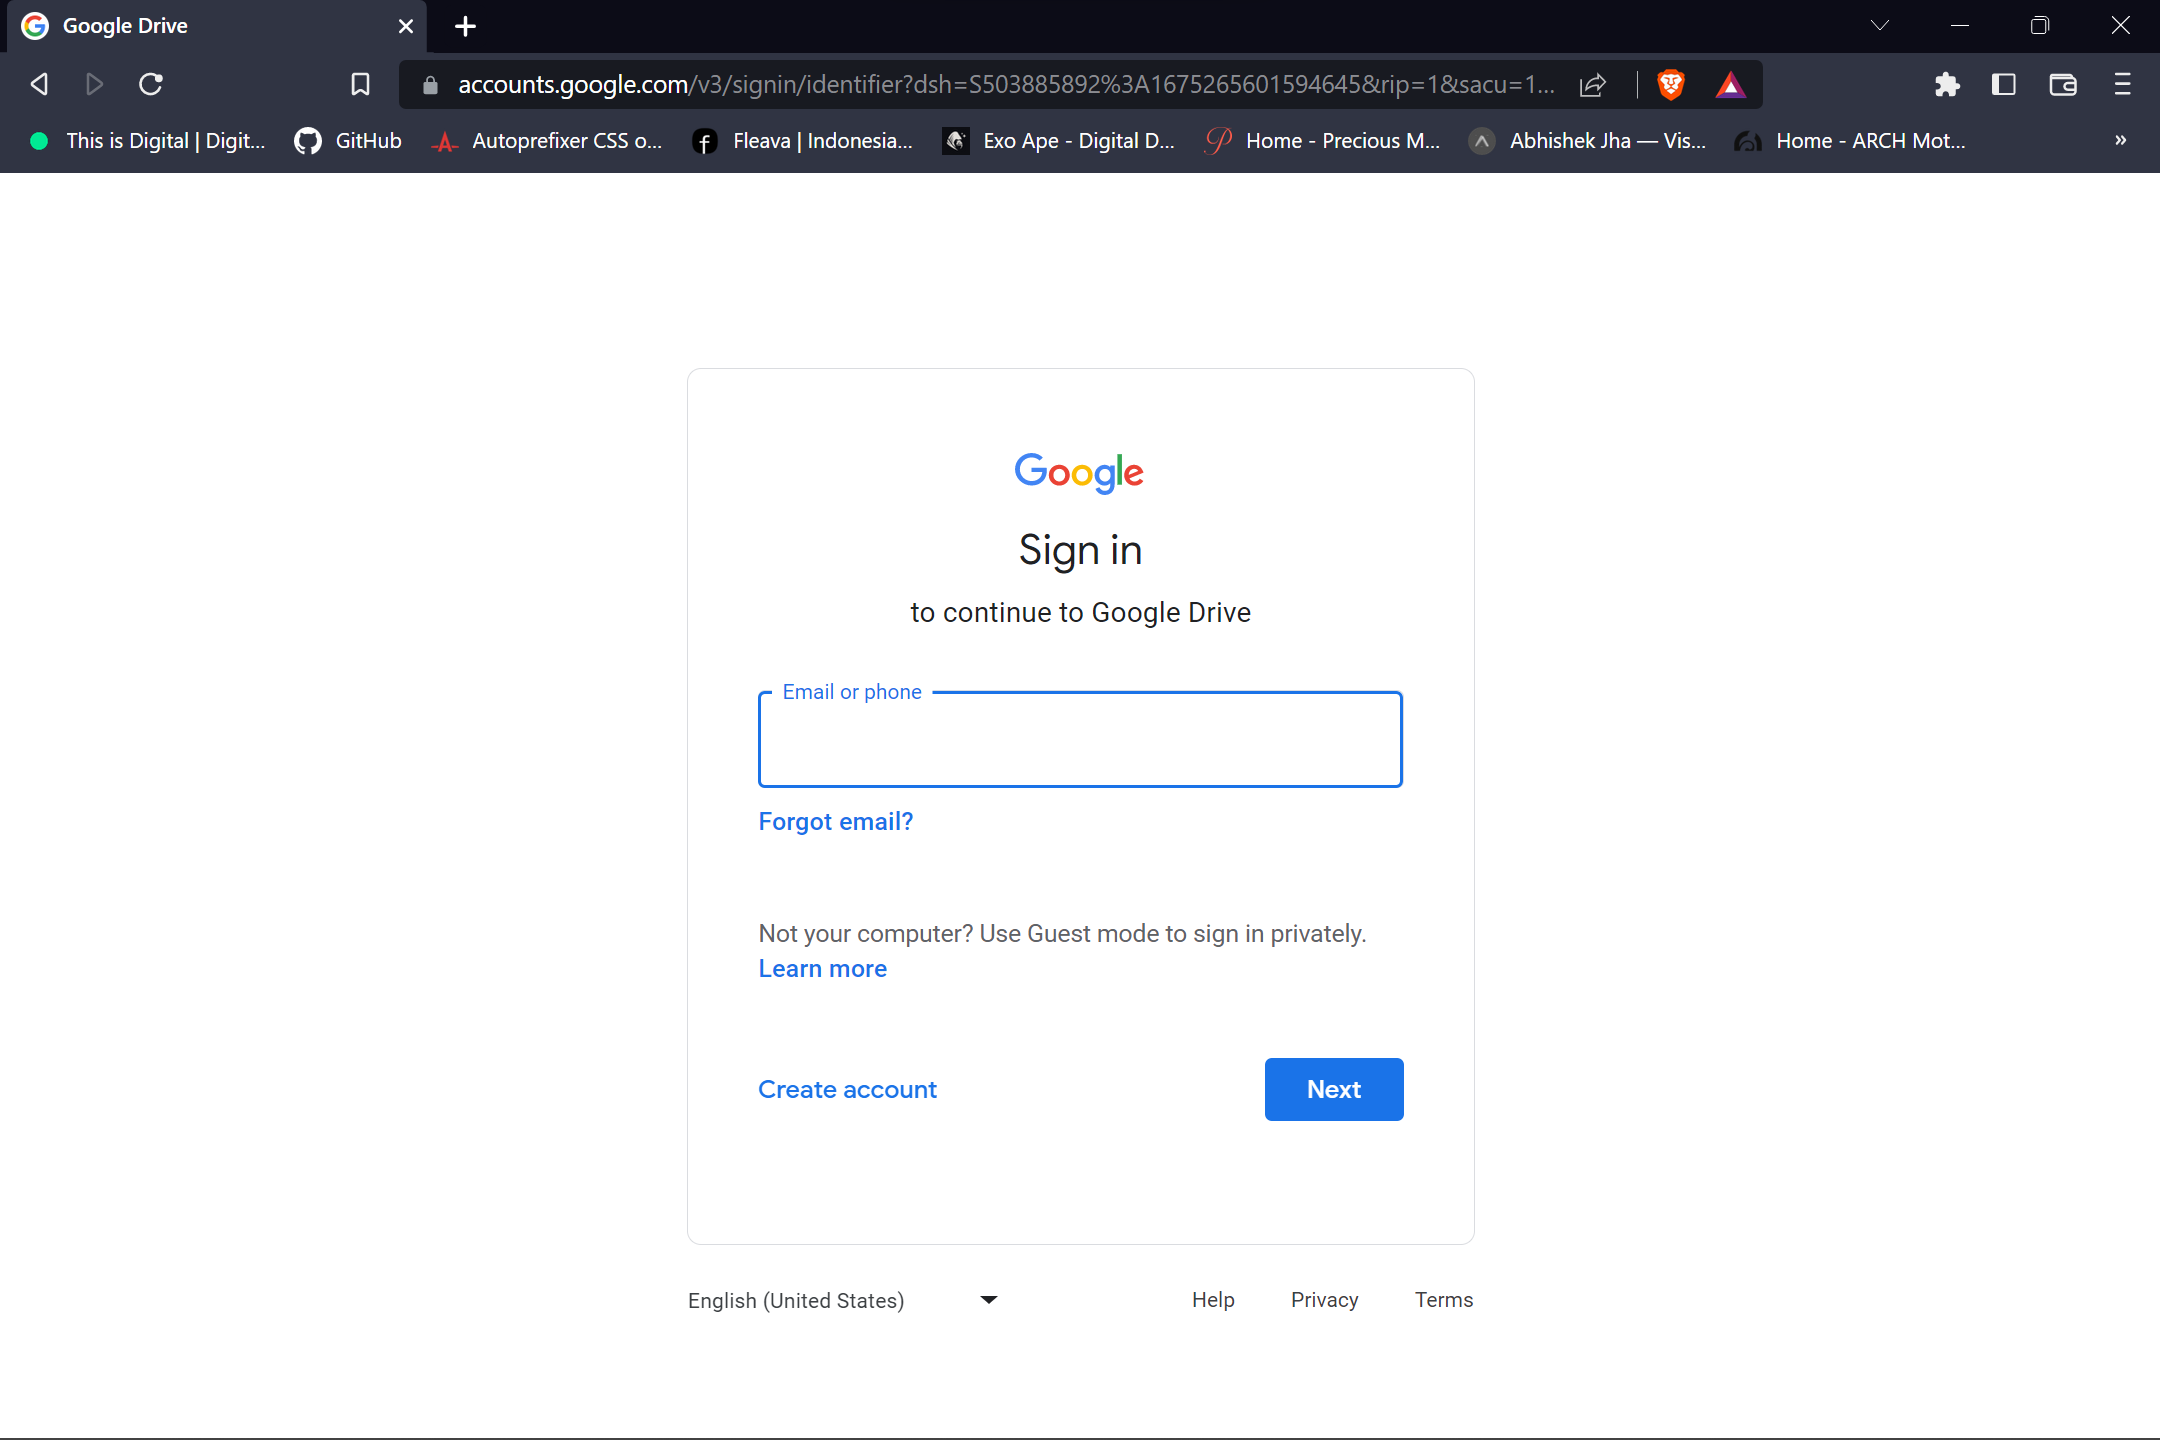 Google Drive
accounts.google.com/v3/signin/identifier?dsh=S503885892%3A1675265601594645&rip=1&sacu=1...
This is Digital | Digit... GitHub Autoprefixer CSS o... Fleava | Indonesia... Exo Ape - Digital D... Home - Precious M... Abhishek Jha — Vis... Home - ARCH Mot... »
Google
Sign in
to continue to Google Drive
Email or phone
Forgot email?
Not your computer? Use Guest mode to sign in privately.
Learn more
Create account Next
English (United States) Help Privacy Terms